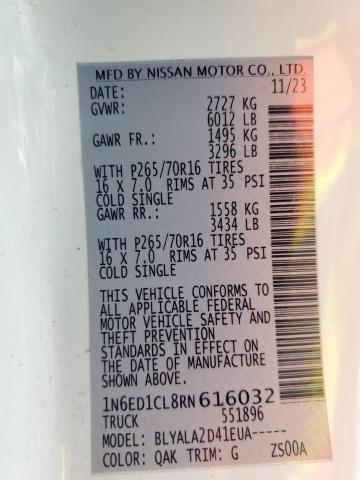 MFD BY NISSAN MOTOR CO., LTD.
DATE: 11/23
GVWR: 2727 KG
6012 LB
GAWR FR.: 1495 KG
3296 LB
WITH P265/70R16 TIRES
16 X 7.0 RIMS AT 35 PSI
COLD SINGLE
GAWR RR.: 1558 KG
3434 LB
WITH P265/70R16 TIRES
16 X 7.0 RIMS AT 35 PSI
COLD SINGLE
THIS VEHICLE CONFORMS TO
ALL APPLICABLE FEDERAL
MOTOR VEHICLE SAFETY AND
THEFT PREVENTION
STANDARDS IN EFFECT ON
THE DATE OF MANUFACTURE
SHOWN ABOVE.
1N6ED1CL8RN616032
TRUCK 551896
MODEL: BLYALA2D41EUA-----
COLOR: QAK TRIM: G ZS00A